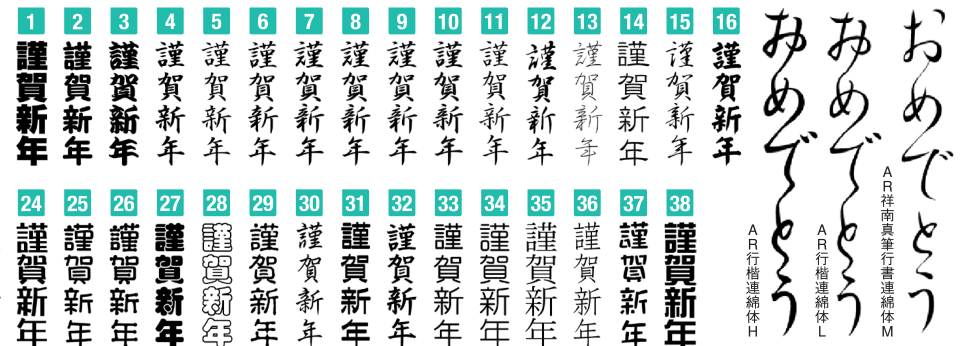 1 2 3 4 5 6 7 8 9 10 11 12 13 14 15 16
謹賀新年 謹賀新年 謹賀新年 謹賀新年 謹賀新年 謹賀新年 謹賀新年 謹賀新年 謹賀新年 謹賀新年 謹賀新年 謹賀新年 謹賀新年 謹賀新年 謹賀新年 謹賀新年
24 25 26 27 28 29 30 31 32 33 34 35 36 37 38
謹賀新年 謹賀新年 謹賀新年 謹賀新年 謹賀新年 謹賀新年 謹賀新年 謹賀新年 謹賀新年 謹賀新年 謹賀新年 謹賀新年 謹賀新年 謹賀新年 謹賀新年
おめでとう
AR祥南真筆行書連綿体M
おめでとう
AR行楷連綿体L
おめでとう
AR行楷連綿体H